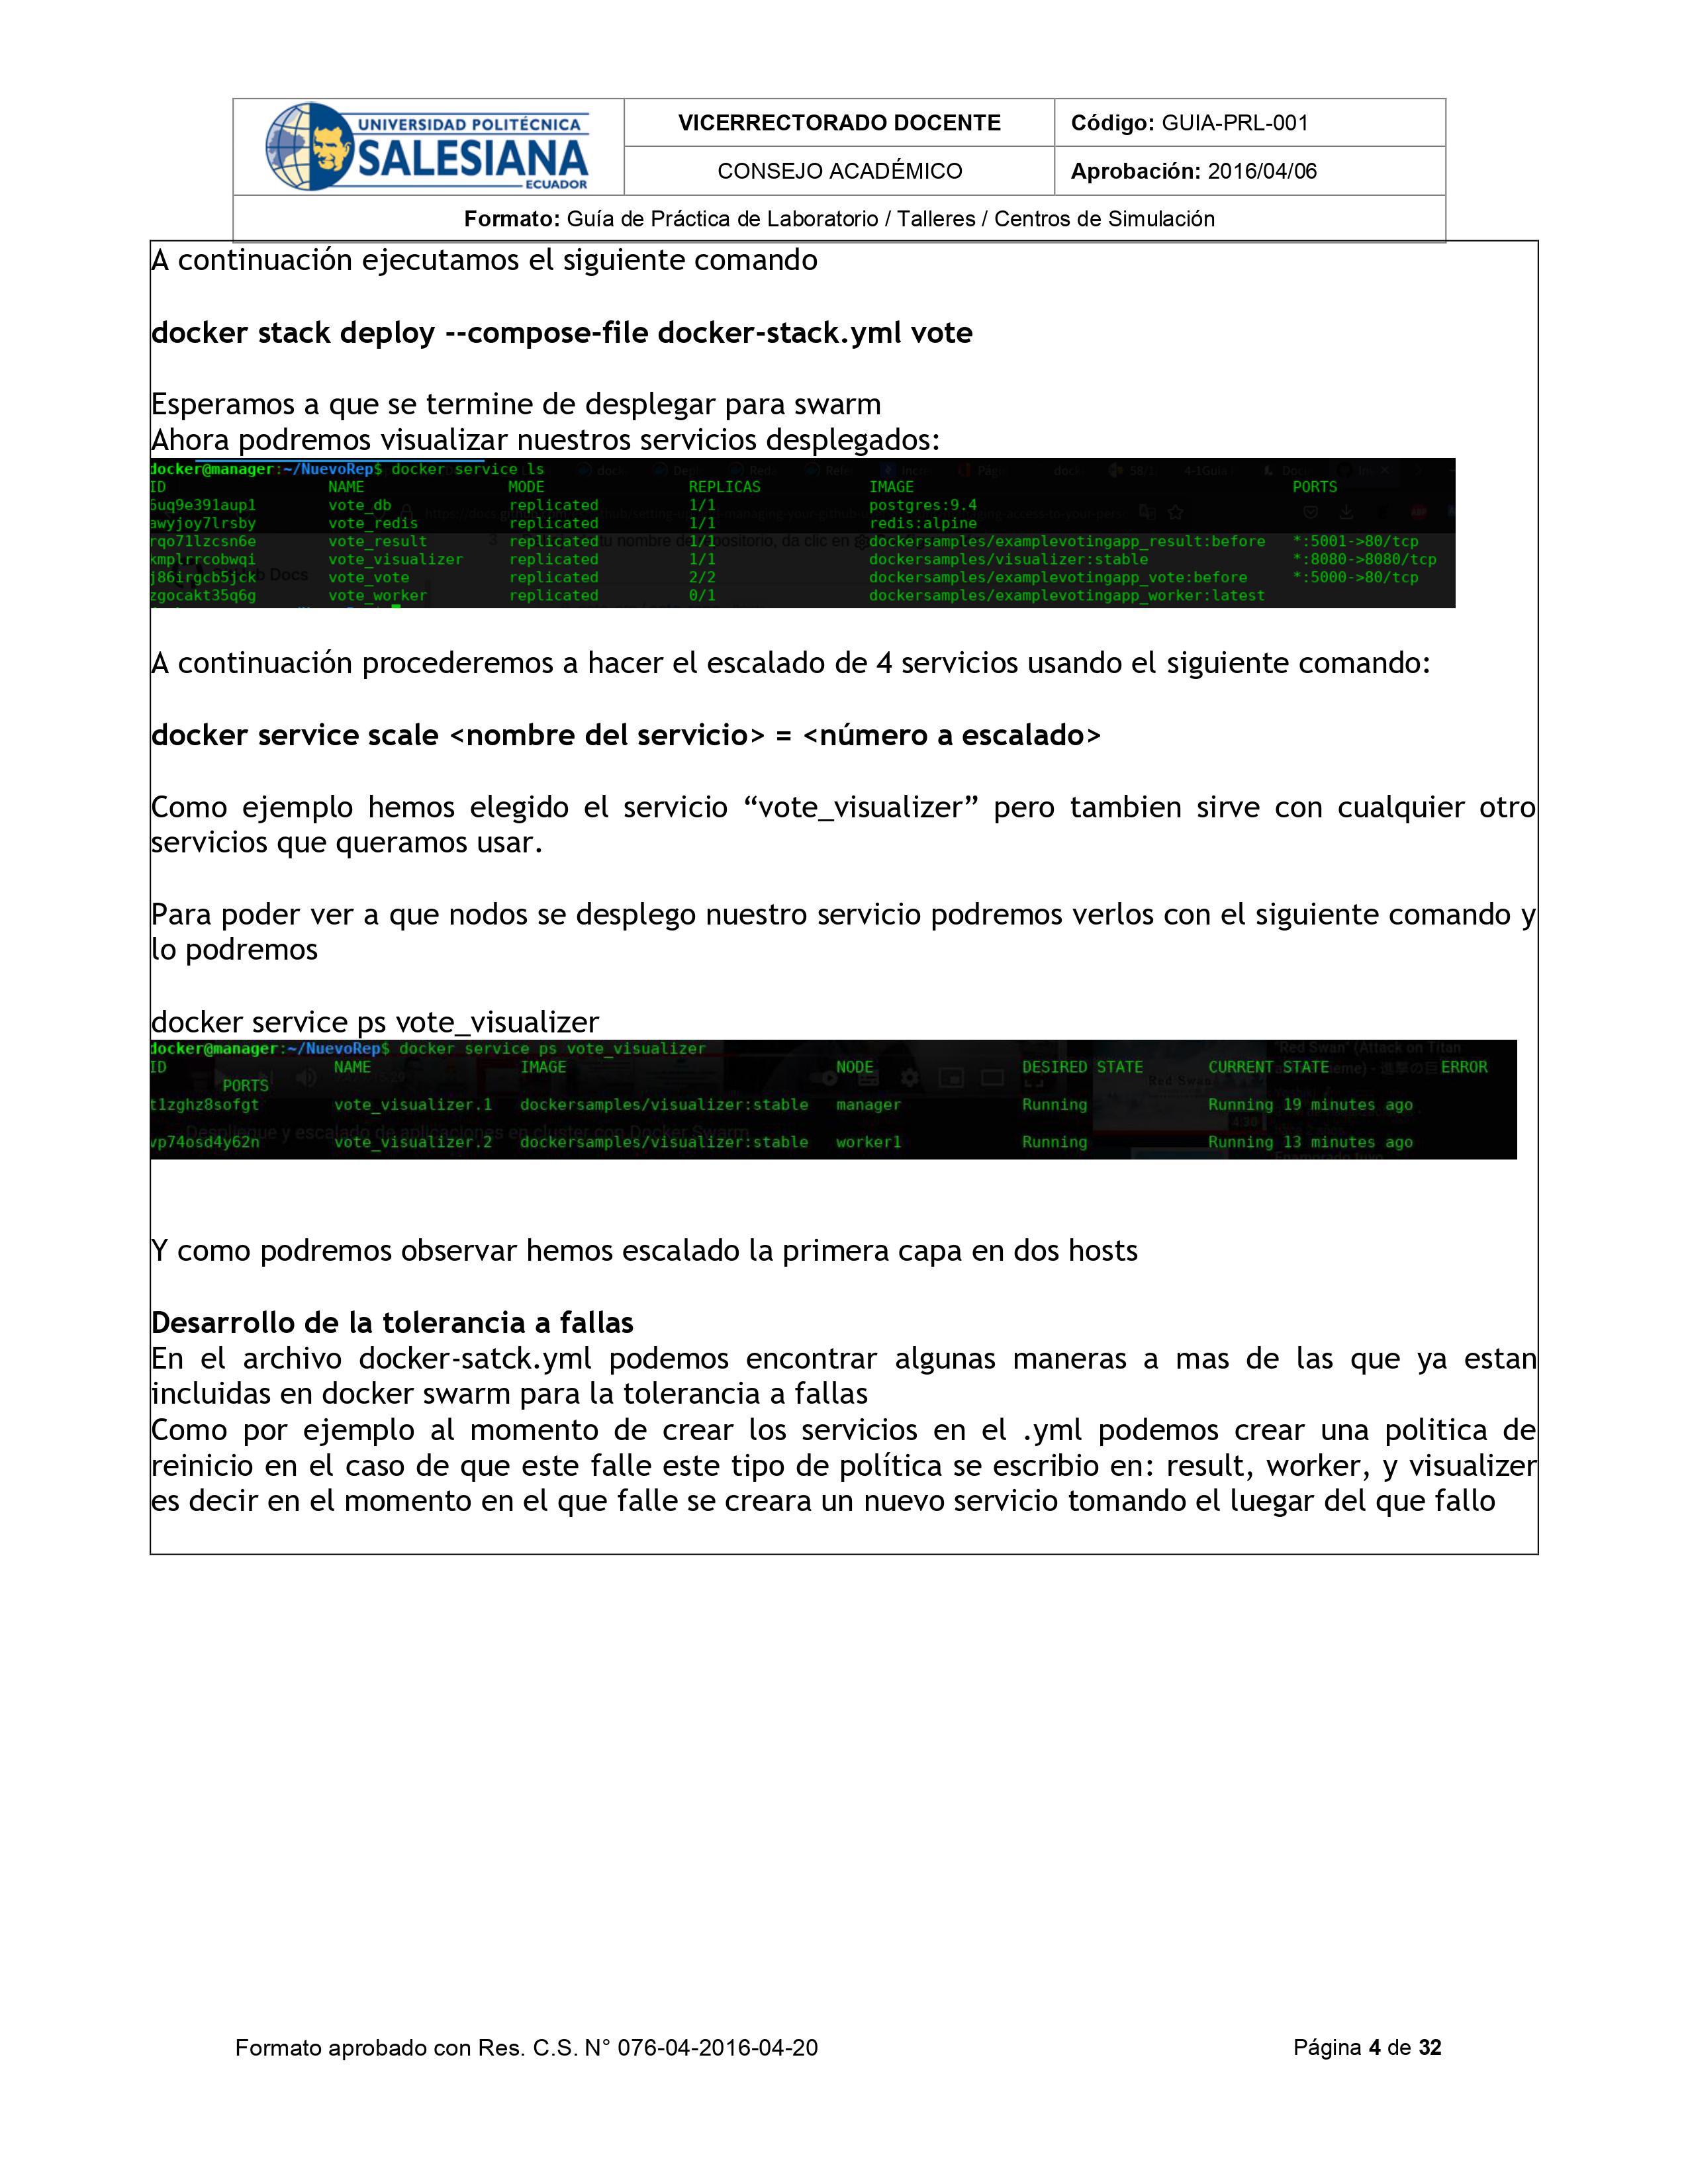 UNIVERSIDAD POLITÉCNICA
SALESIANA
ECUADOR
VICERRECTORADO DOCENTE
Código: GUIA-PRL-001
CONSEJO ACADÉMICO
Aprobación: 2016/04/06
Formato: Guía de Práctica de Laboratorio / Talleres / Centros de Simulación
A continuación ejecutamos el siguiente comando
docker stack deploy --compose-file docker-stack.yml vote
Esperamos a que se termine de desplegar para swarm
Ahora podremos visualizar nuestros servicios desplegados:
docker@manager:~/NuevoRep$ docker service ls
ID NAME MODE REPLICAS IMAGE PORTS
6uq9e391aup1 vote_db replicated 1/1 postgres:9.4
awyjoy7lrsby vote_redis replicated 1/1 redis:alpine
rqo71lzcsn6e vote_result replicated 1/1 dockersamples/examplevotingapp_result:before *:5001->80/tcp
kmplrrcobwqi vote_visualizer replicated 1/1 dockersamples/visualizer:stable *:8080->8080/tcp
j86irgcb5jck vote_vote replicated 2/2 dockersamples/examplevotingapp_vote:before *:5000->80/tcp
zgocakt35q6g vote_worker replicated 0/1 dockersamples/examplevotingapp_worker:latest
A continuación procederemos a hacer el escalado de 4 servicios usando el siguiente comando:
docker service scale <nombre del servicio> = <número a escalado>
Como ejemplo hemos elegido el servicio “vote_visualizer” pero tambien sirve con cualquier otro
servicios que queramos usar.
Para poder ver a que nodos se desplego nuestro servicio podremos verlos con el siguiente comando y
lo podremos
docker service ps vote_visualizer
docker@manager:~/NuevoRep$ docker service ps vote_visualizer
ID NAME IMAGE NODE DESIRED STATE CURRENT STATE ERROR
PORTS
t1zghz8sofgt vote_visualizer.1 dockersamples/visualizer:stable manager Running Running 19 minutes ago
vp74osd4y62n vote_visualizer.2 dockersamples/visualizer:stable worker1 Running Running 13 minutes ago
Y como podremos observar hemos escalado la primera capa en dos hosts
Desarrollo de la tolerancia a fallas
En el archivo docker-satck.yml podemos encontrar algunas maneras a mas de las que ya estan
incluidas en docker swarm para la tolerancia a fallas
Como por ejemplo al momento de crear los servicios en el .yml podemos crear una politica de
reinicio en el caso de que este falle este tipo de política se escribio en: result, worker, y visualizer
es decir en el momento en el que falle se creara un nuevo servicio tomando el luegar del que fallo
Formato aprobado con Res. C.S. N° 076-04-2016-04-20
Página 4 de 32